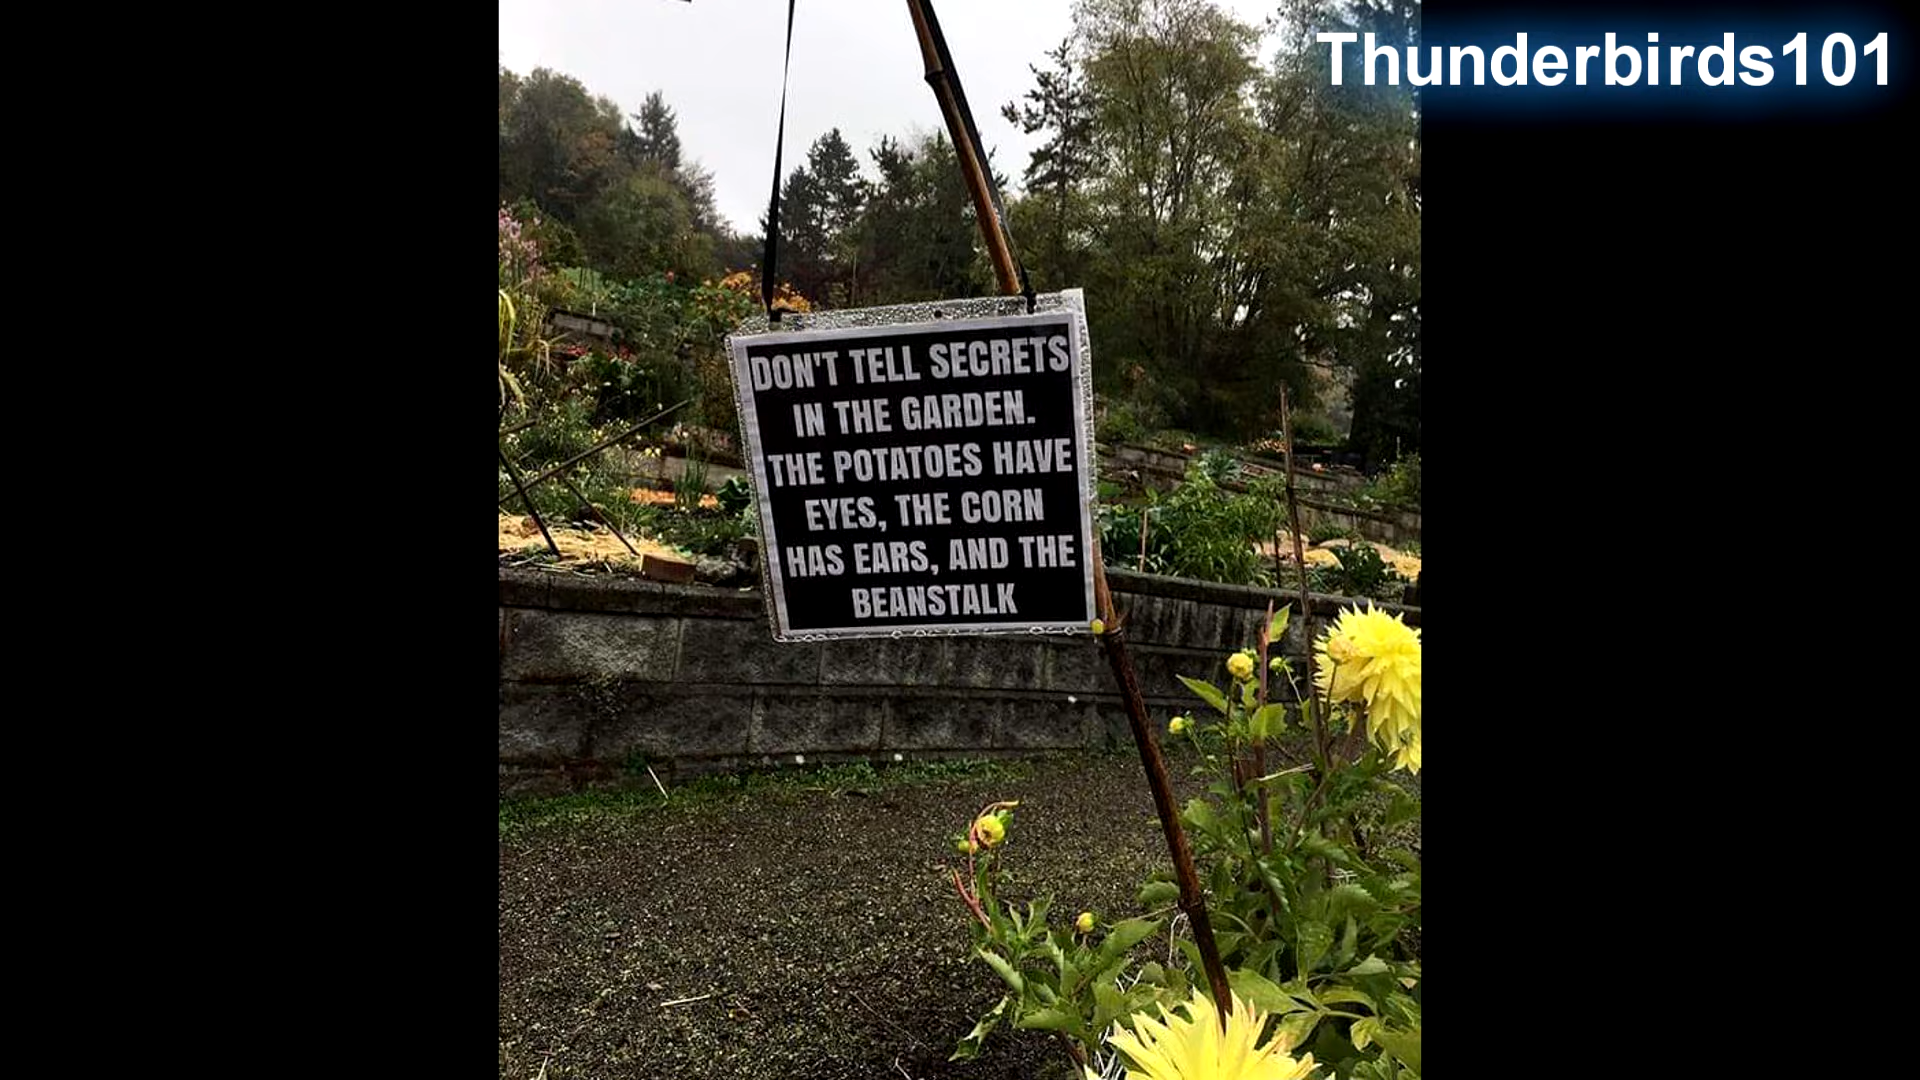 Thunderbirds101
DON'T TELL SECRETS
IN THE GARDEN.
THE POTATOES HAVE
EYES, THE CORN
HAS EARS, AND THE
BEANSTALK